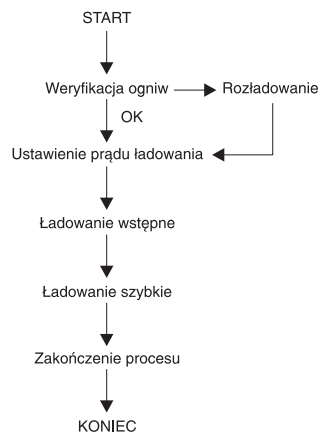 START
Weryfikacja ogniw
Rozładowanie
OK
Ustawienie prądu ładowania
Ładowanie wstępne
Ładowanie szybkie
Zakończenie procesu
KONIEC